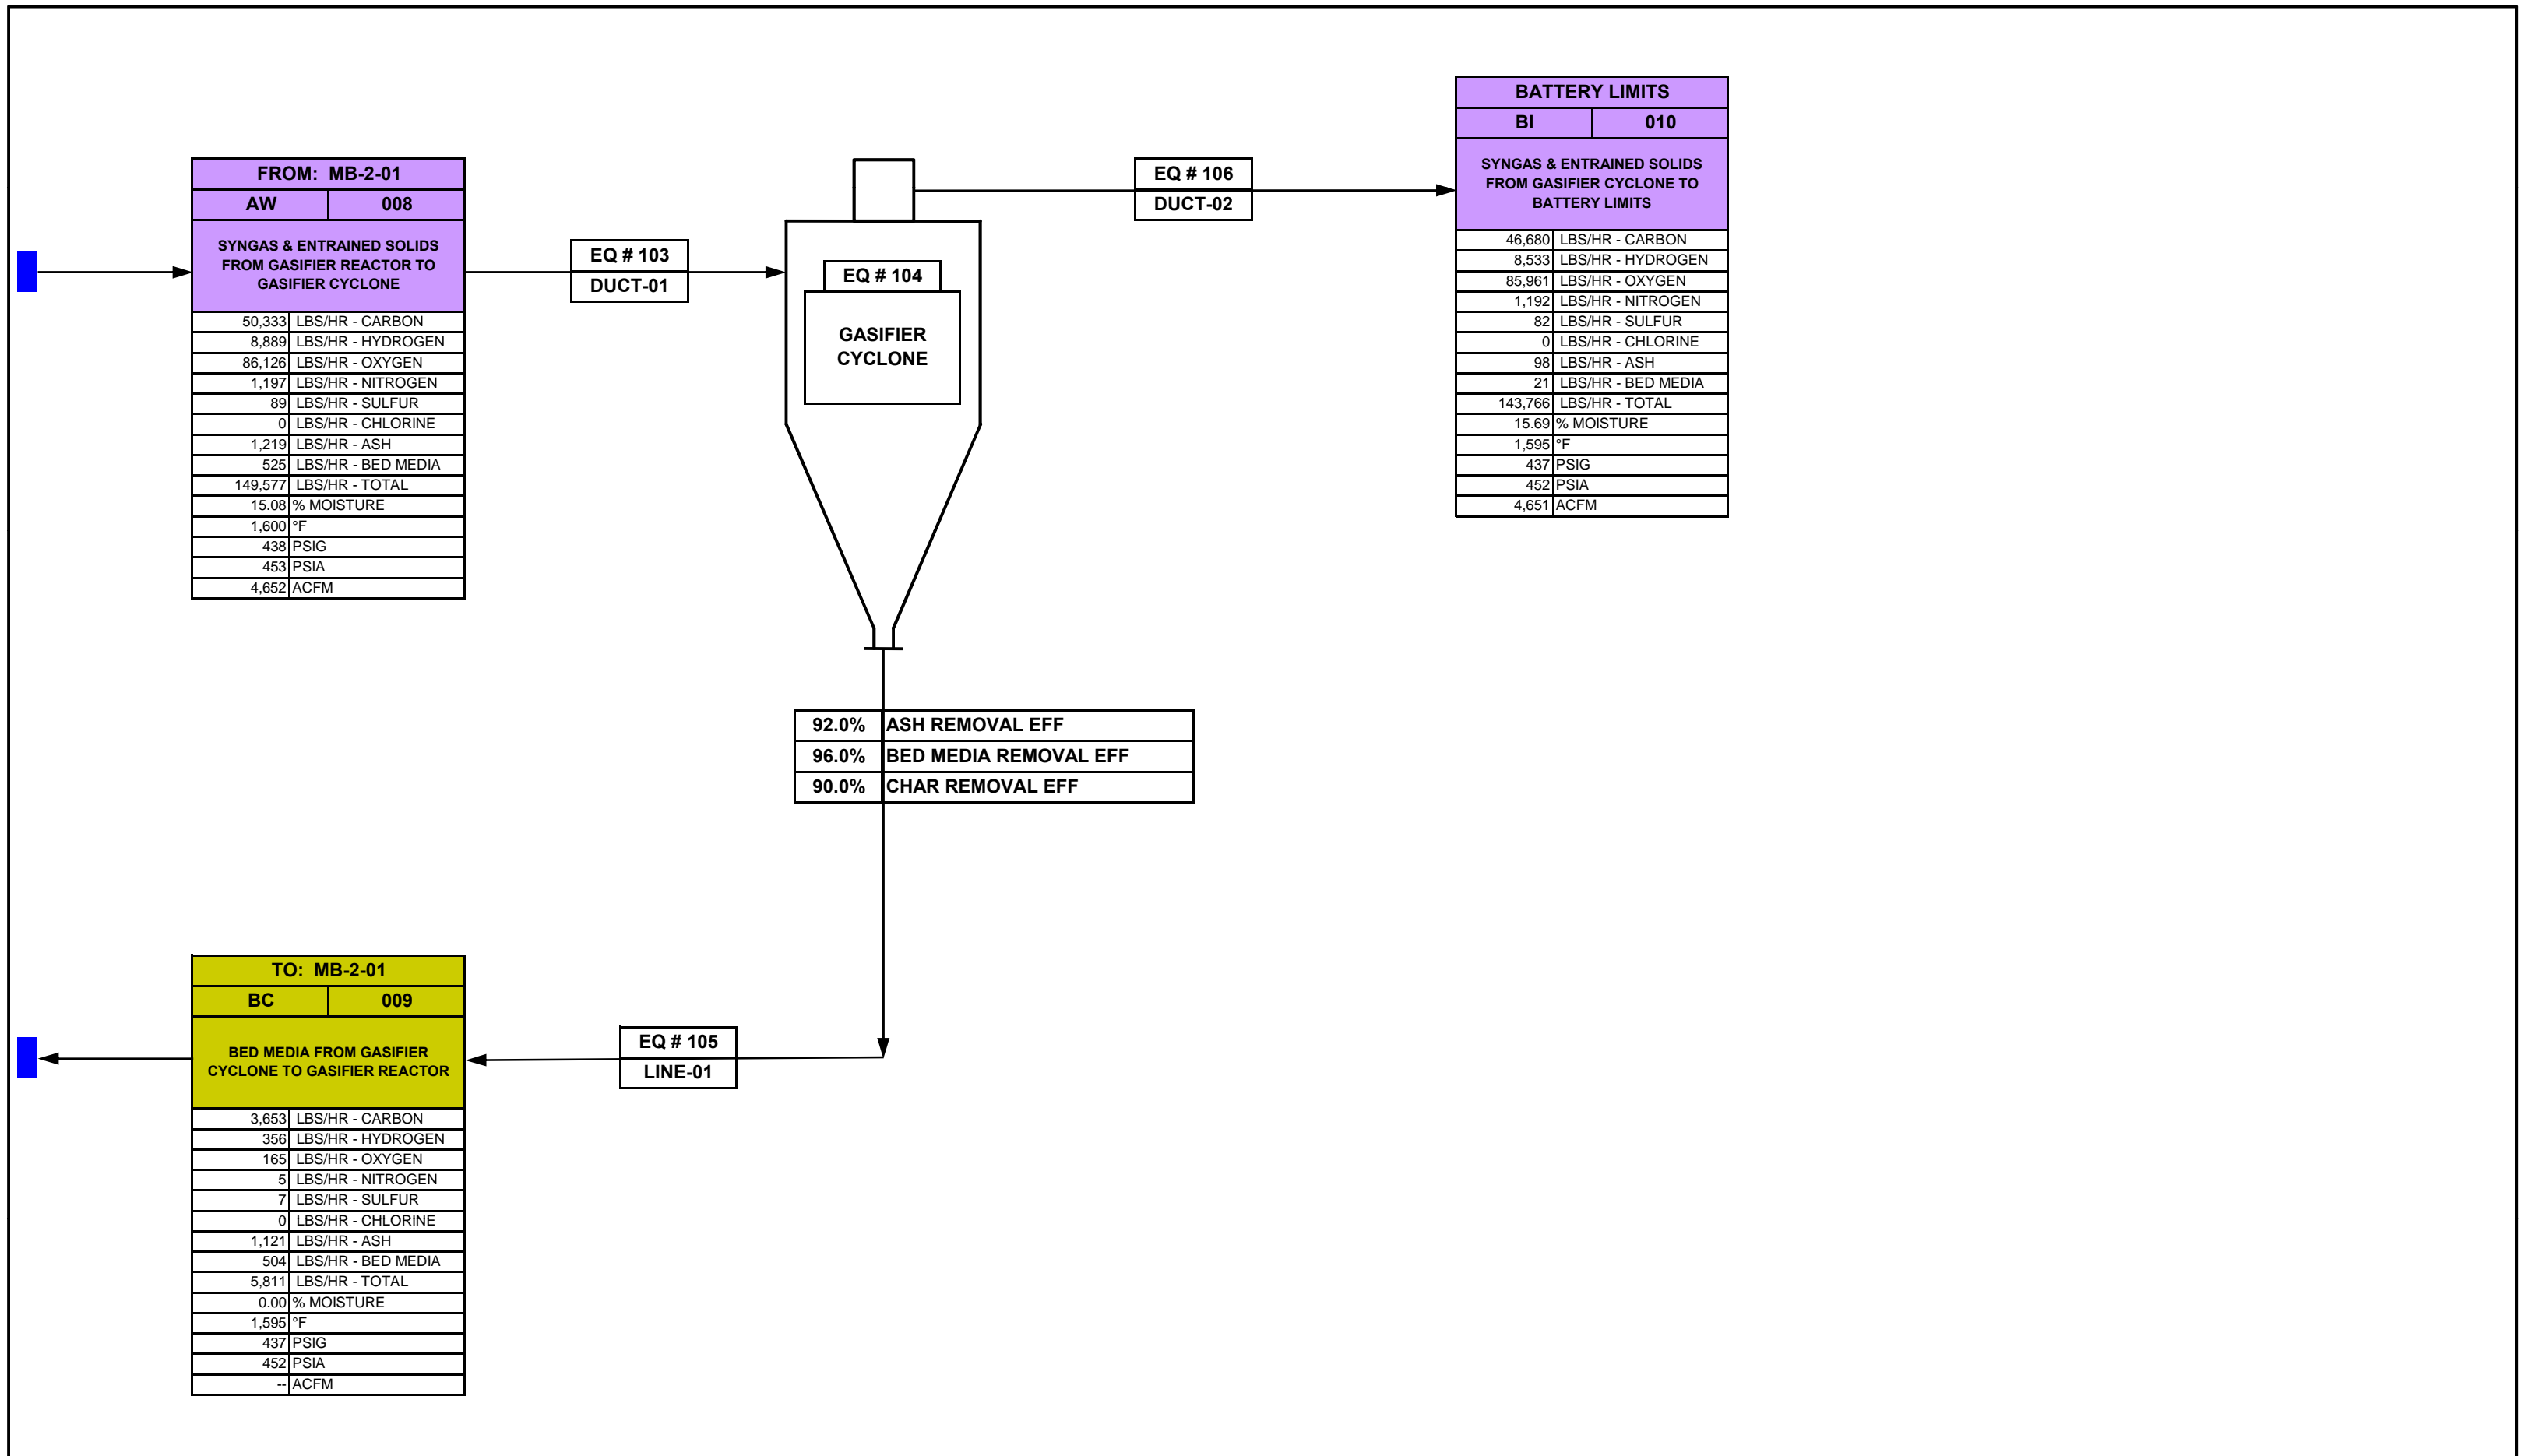 FROM: MB-2-01
AW 008
SYNGAS & ENTRAINED SOLIDS
FROM GASIFIER REACTOR TO
GASIFIER CYCLONE
50,333 LBS/HR - CARBON
8,889 LBS/HR - HYDROGEN
86,126 LBS/HR - OXYGEN
1,197 LBS/HR - NITROGEN
89 LBS/HR - SULFUR
0 LBS/HR - CHLORINE
1,219 LBS/HR - ASH
525 LBS/HR - BED MEDIA
149,577 LBS/HR - TOTAL
15.08 % MOISTURE
1,600 °F
438 PSIG
453 PSIA
4,652 ACFM
EQ # 103
DUCT-01
EQ # 104
GASIFIER
CYCLONE
EQ # 106
DUCT-02
BATTERY LIMITS
BI 010
SYNGAS & ENTRAINED SOLIDS
FROM GASIFIER CYCLONE TO
BATTERY LIMITS
46,680 LBS/HR - CARBON
8,533 LBS/HR - HYDROGEN
85,961 LBS/HR - OXYGEN
1,192 LBS/HR - NITROGEN
82 LBS/HR - SULFUR
0 LBS/HR - CHLORINE
98 LBS/HR - ASH
21 LBS/HR - BED MEDIA
143,766 LBS/HR - TOTAL
15.69 % MOISTURE
1,595 °F
437 PSIG
452 PSIA
4,651 ACFM
92.0% ASH REMOVAL EFF
96.0% BED MEDIA REMOVAL EFF
90.0% CHAR REMOVAL EFF
TO: MB-2-01
BC 009
BED MEDIA FROM GASIFIER
CYCLONE TO GASIFIER REACTOR
3,653 LBS/HR - CARBON
356 LBS/HR - HYDROGEN
165 LBS/HR - OXYGEN
5 LBS/HR - NITROGEN
7 LBS/HR - SULFUR
0 LBS/HR - CHLORINE
1,121 LBS/HR - ASH
504 LBS/HR - BED MEDIA
5,811 LBS/HR - TOTAL
0.00 % MOISTURE
1,595 °F
437 PSIG
452 PSIA
-- ACFM
EQ # 105
LINE-01